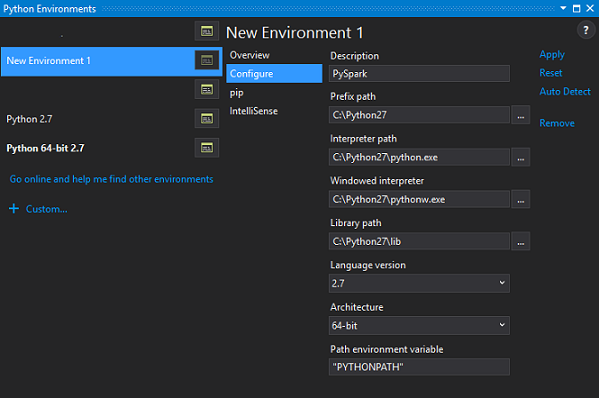 Python Environments
New Environment 1
?
New Environment 1
Python 2.7
Python 64-bit 2.7
Go online and help me find other environments
+ Custom...
Overview
Configure
pip
IntelliSense
Description
PySpark
Prefix path
C:\Python27
...
Interpreter path
C:\Python27\python.exe
...
Windowed interpreter
C:\Python27\pythonw.exe
...
Library path
C:\Python27\lib
...
Language version
2.7
Architecture
64-bit
Path environment variable
"PYTHONPATH"
Apply
Reset
Auto Detect
Remove